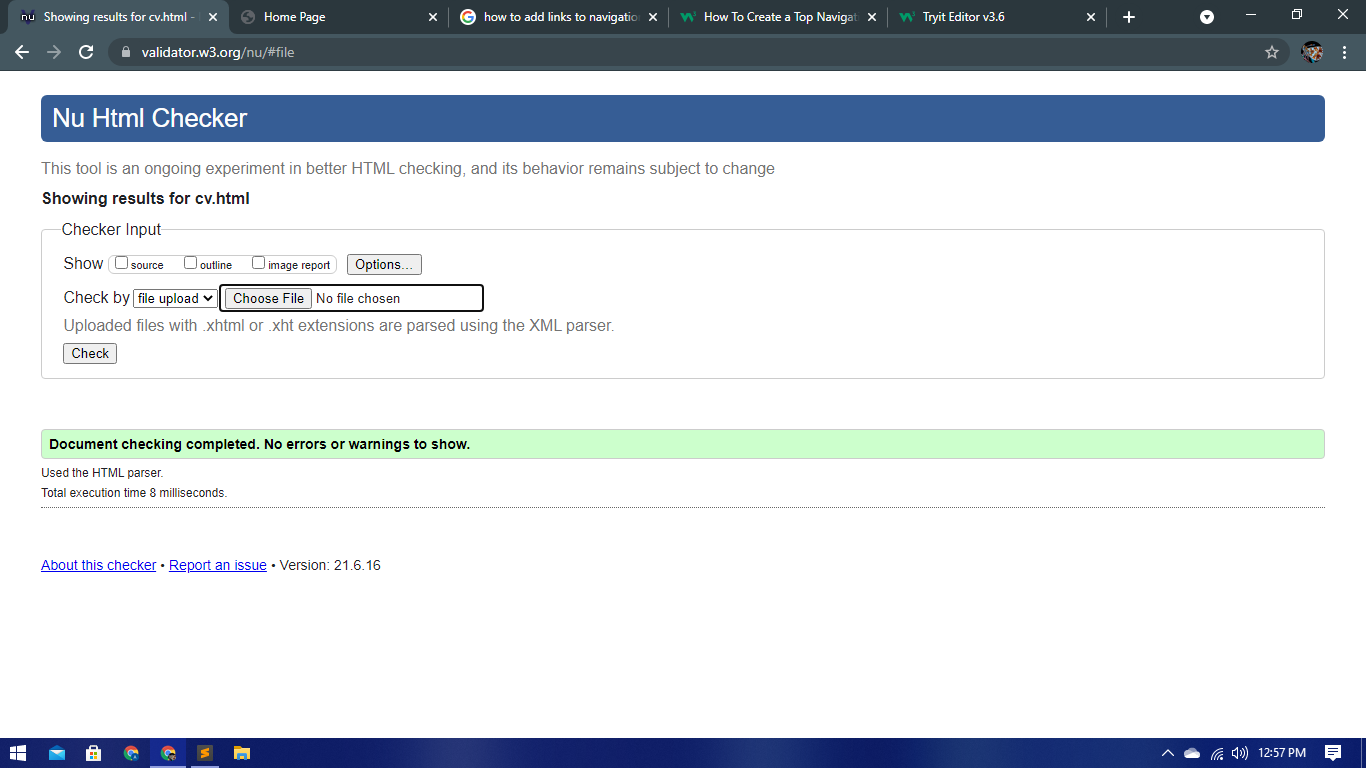 nu Showing results for cv.html -
Home Page
how to add links to navigatio
How To Create a Top Navigat
Tryit Editor v3.6
validator.w3.org/nu/#file
Nu Html Checker
This tool is an ongoing experiment in better HTML checking, and its behavior remains subject to change
Showing results for cv.html
Checker Input
Show source outline image report Options...
Check by file upload Choose File No file chosen
Uploaded files with .xhtml or .xht extensions are parsed using the XML parser.
Check
Document checking completed. No errors or warnings to show.
Used the HTML parser.
Total execution time 8 milliseconds.
About this checker • Report an issue • Version: 21.6.16
12:57 PM